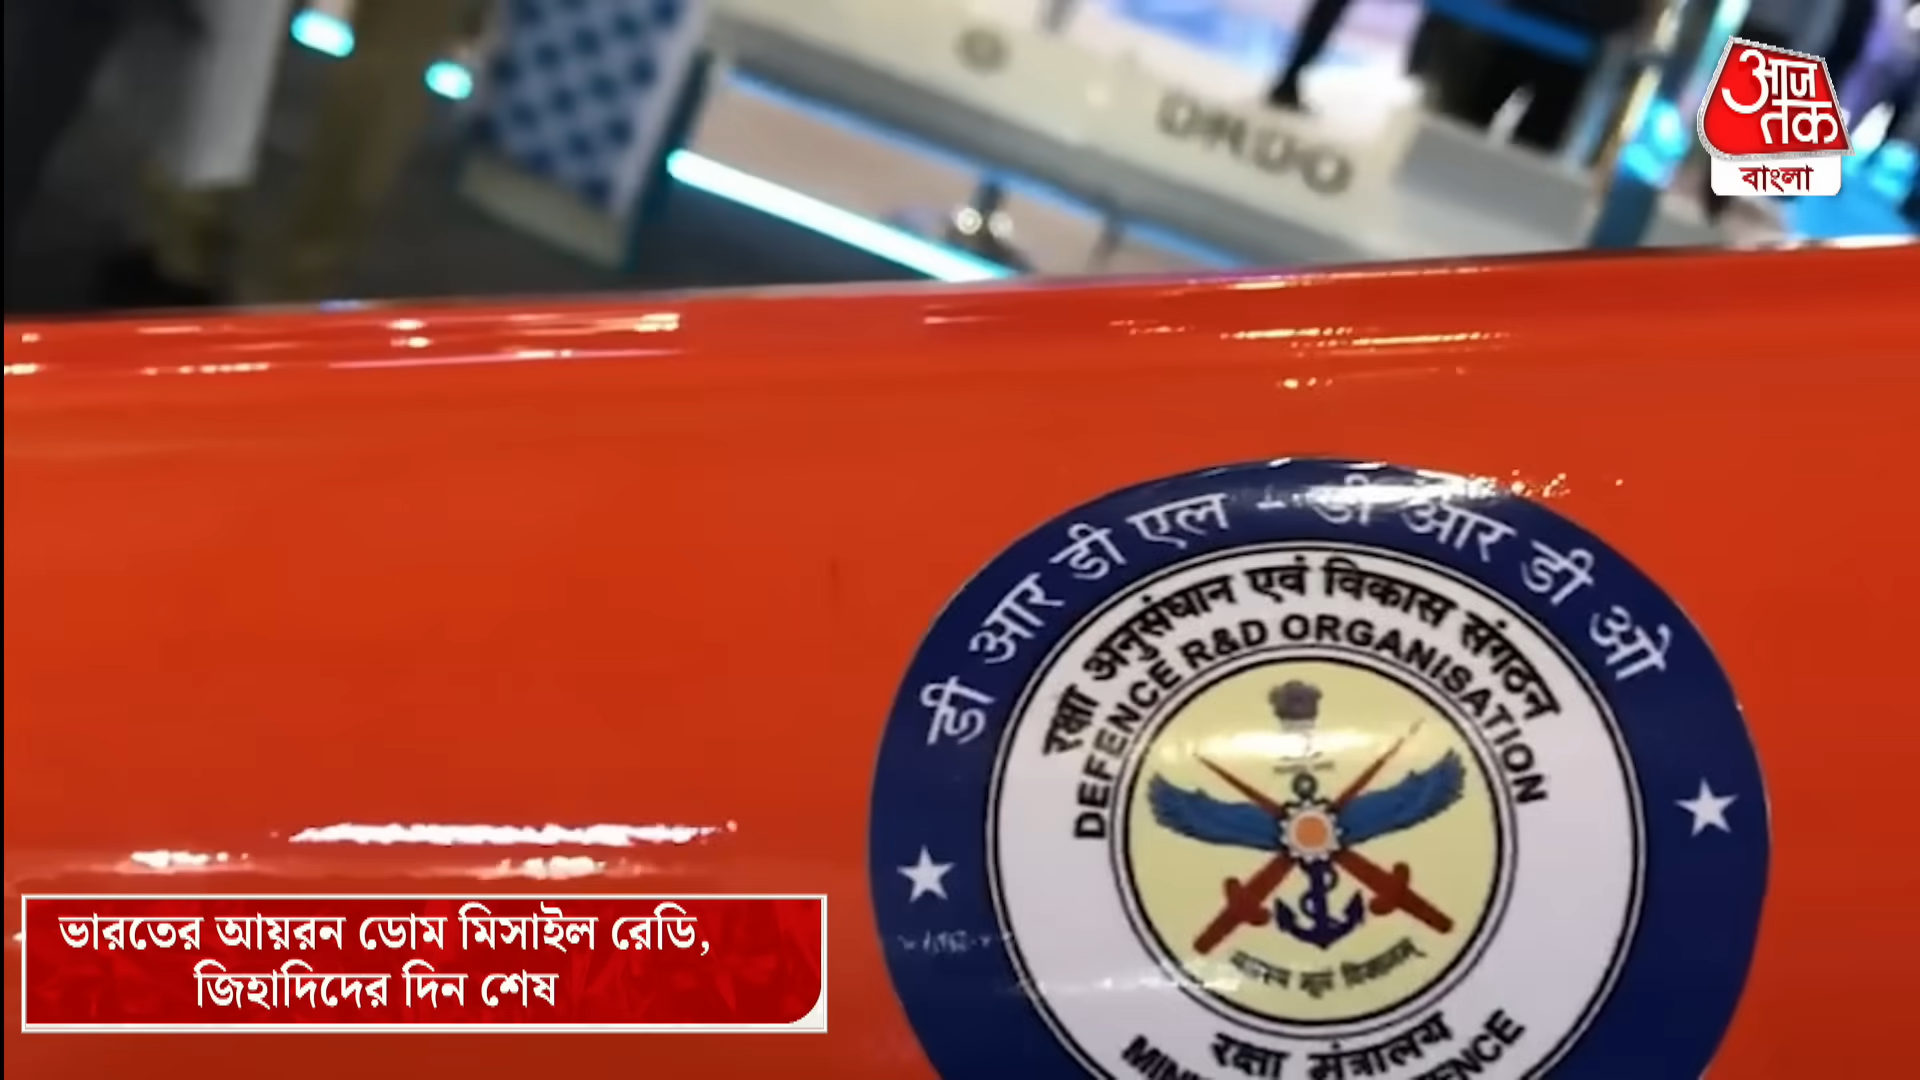 DRDO
आज
तक
বাংলা
डी आर डी एल - डी आर डी ओ
रक्षा अनुसंधान एवं विकास संगठन
DEFENCE R&D ORGANISATION
रक्षा मंत्रालय
ভারতের আয়রন ডোম মিসাইল রেডি,
জিহাদিদের দিন শেষ